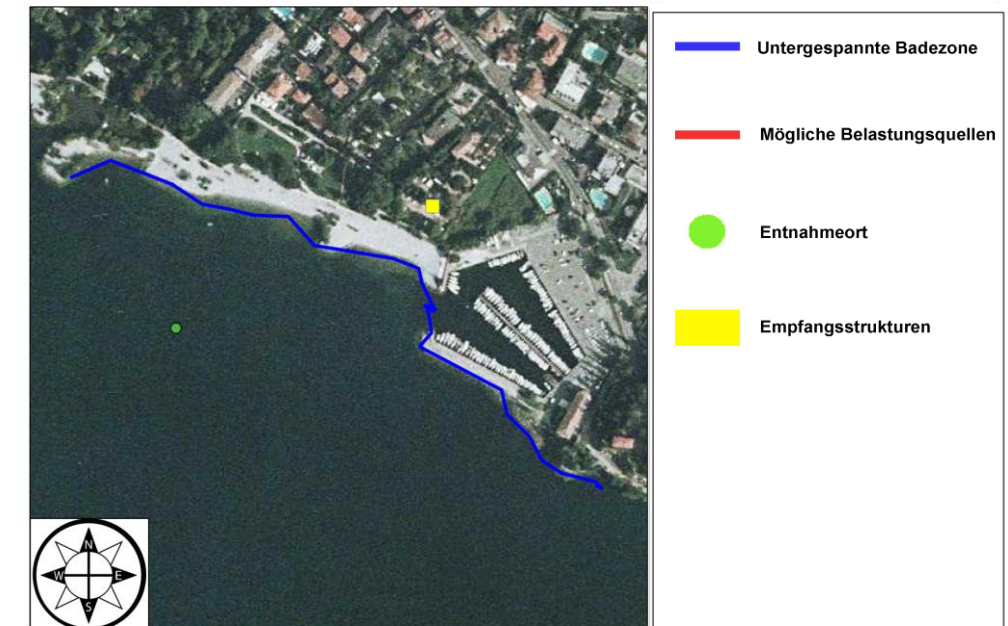 Untergespannte Badezone
Mögliche Belastungsquellen
Entnahmeort
Empfangsstrukturen
N
W E
S